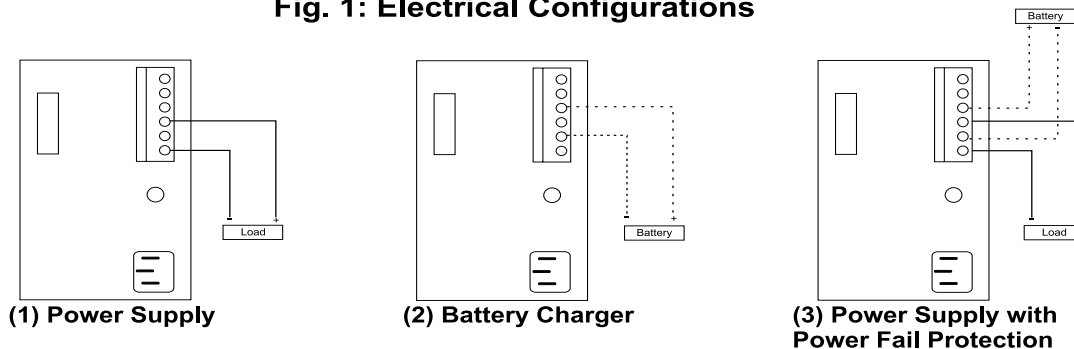 Fig. 1: Electrical Configurations
Battery
+ -
- +
Load
(1) Power Supply
- +
Battery
(2) Battery Charger
-
Load
(3) Power Supply with
Power Fail Protection